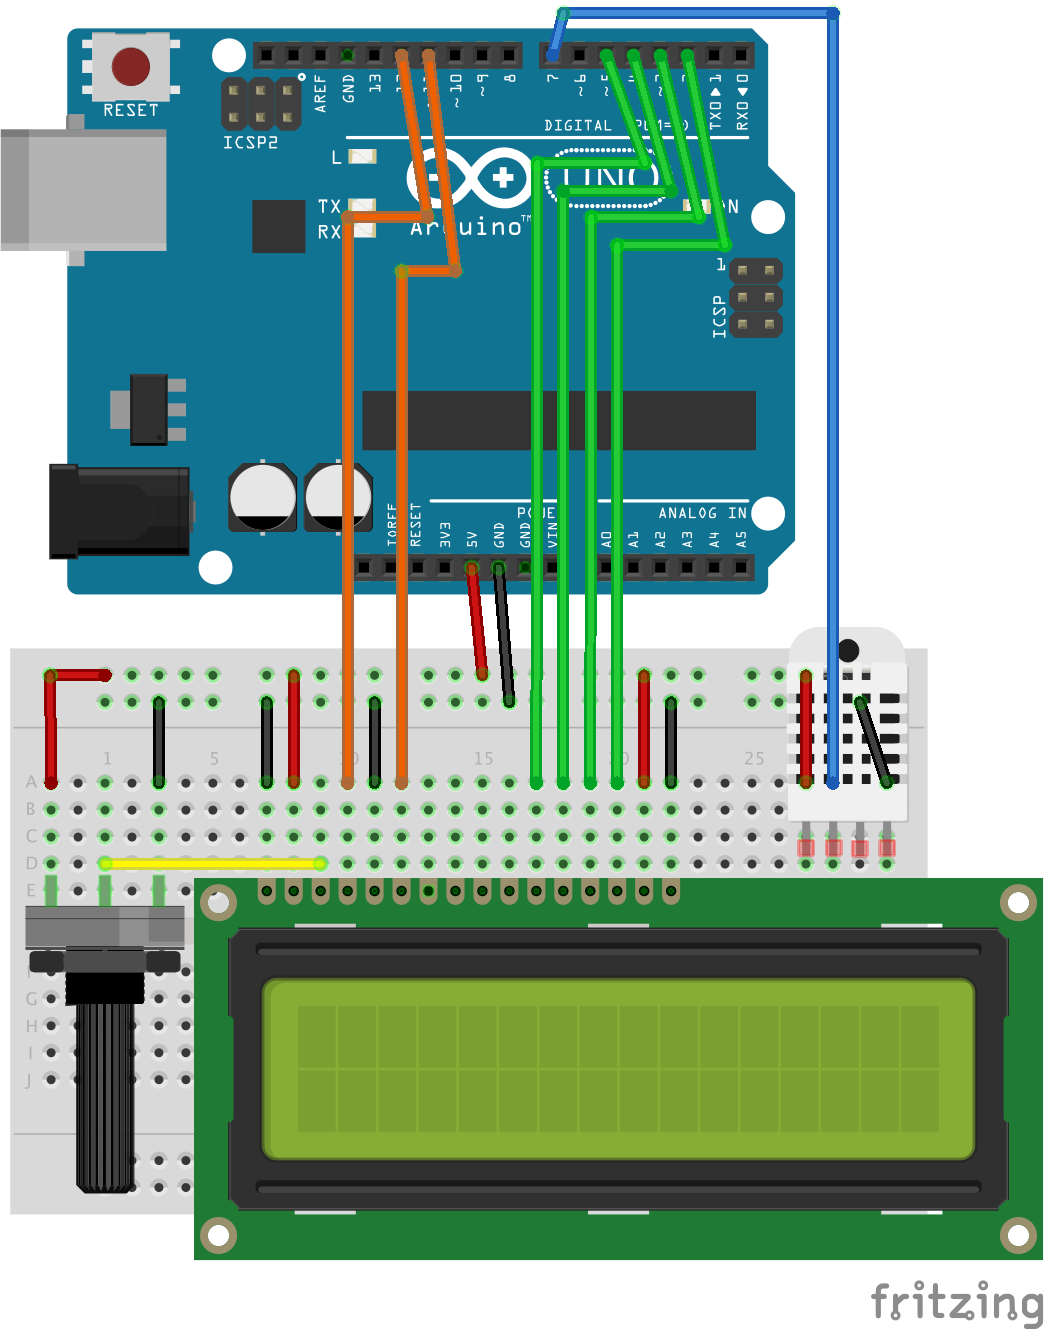 RESET
ICSP2
AREF
GND
13
~10
~9
8
7
~6
~5
TX0▶1
RX0◀0
DIGITAL
L
TX
RX
UNO
Arduino™
1
ICSP
IOREF
RESET
3V3
5V
GND
GND
VIN
POWER
ANALOG IN
A0
A1
A2
A3
A4
A5
1 5 10 15 20 25
A
B
C
D
E
G
H
I
J
fritzing